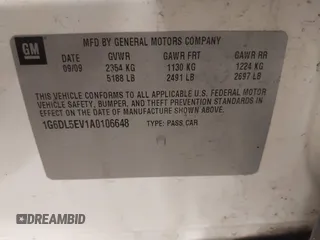 GM
MFD BY GENERAL MOTORS COMPANY
09/09 GVWR GAWR FRT GAWR RR
2354 KG 1130 KG 1224 KG
5188 LB 2491 LB 2697 LB
THIS VEHICLE CONFORMS TO ALL APPLICABLE U.S. FEDERAL MOTOR
VEHICLE SAFETY, BUMPER, AND THEFT PREVENTION STANDARDS
IN EFFECT ON THE DATE OF MANUFACTURE SHOWN ABOVE.
1G6DL5EV1A0106648 TYPE: PASS CAR
DREAMBID